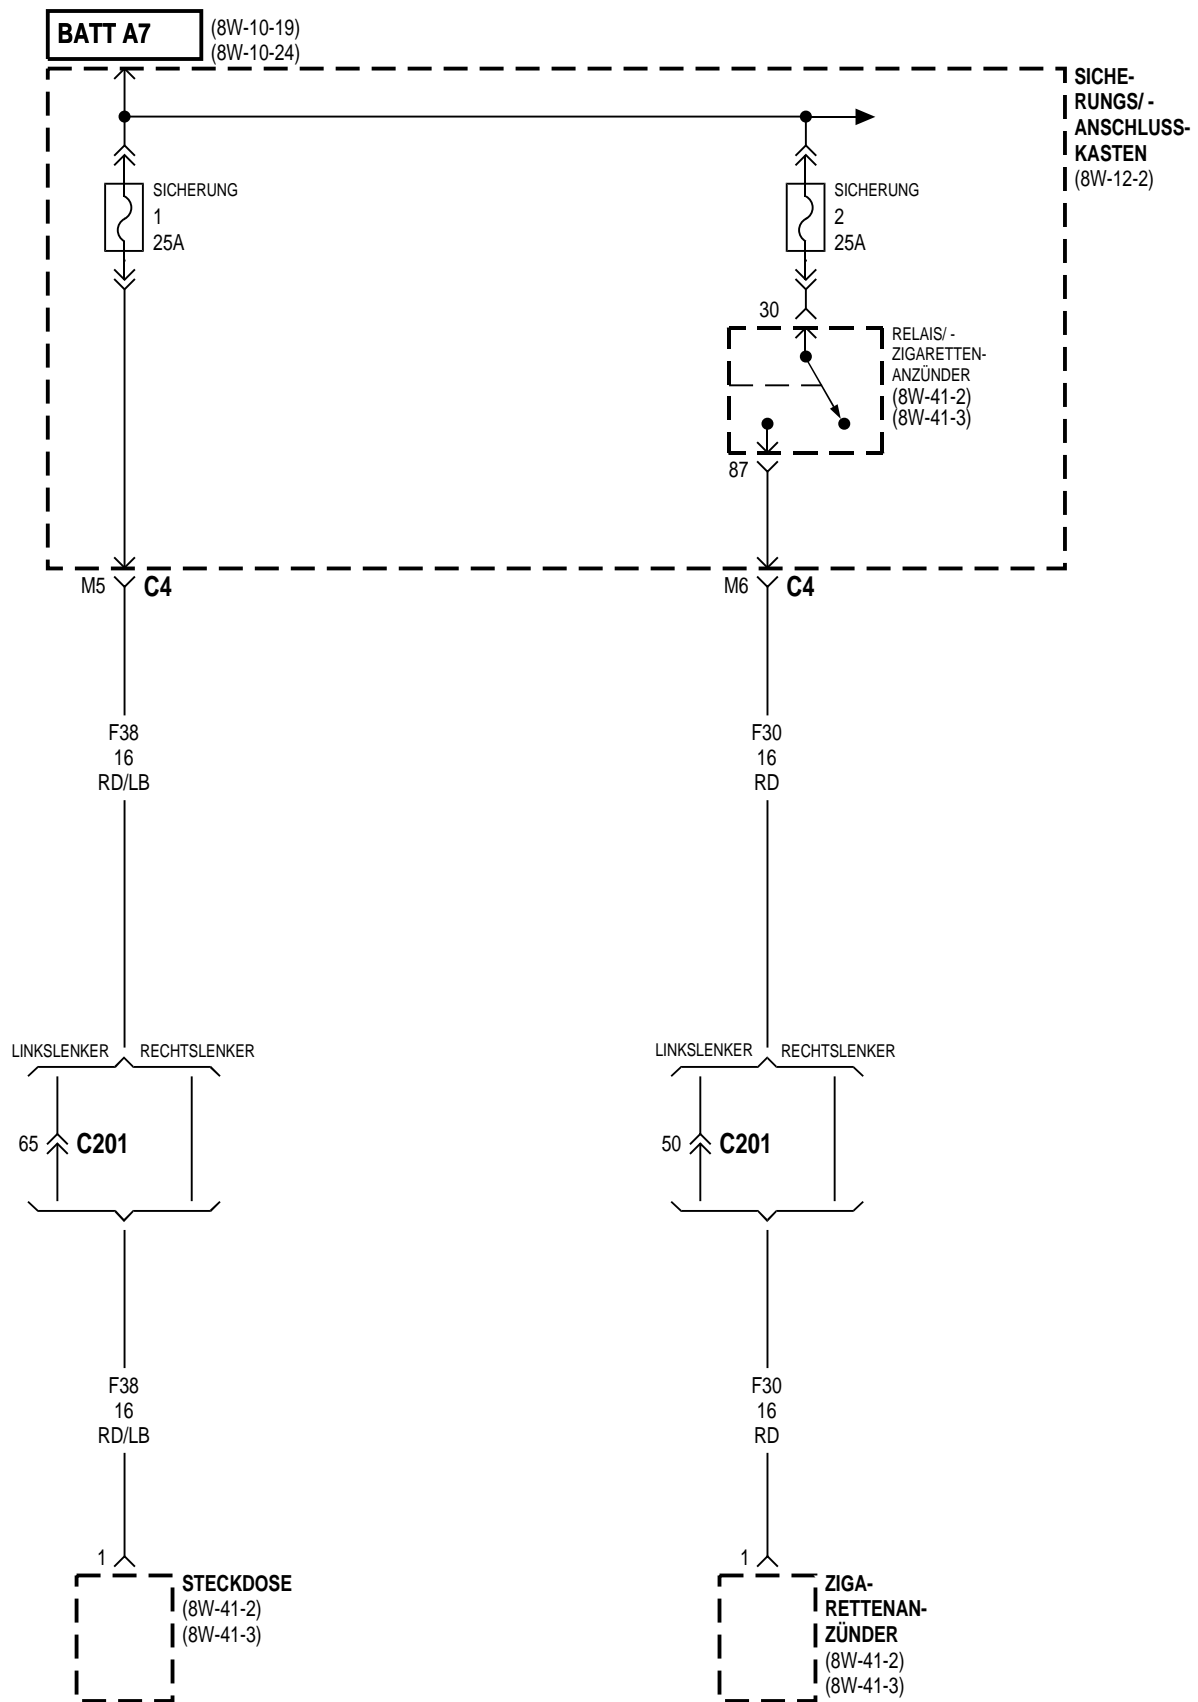 BATT A7
(8W-10-19)
(8W-10-24)
SICHE-
RUNGS/ -
ANSCHLUSS-
KASTEN
(8W-12-2)
SICHERUNG
1
25A
SICHERUNG
2
25A
30
RELAIS/ -
ZIGARETTEN-
ANZÜNDER
(8W-41-2)
(8W-41-3)
87
M5
C4
M6
C4
F38
16
RD/LB
F30
16
RD
LINKSLENKER
RECHTSLENKER
LINKSLENKER
RECHTSLENKER
65
C201
50
C201
F38
16
RD/LB
F30
16
RD
1
STECKDOSE
(8W-41-2)
(8W-41-3)
1
ZIGA-
RETTENAN-
ZÜNDER
(8W-41-2)
(8W-41-3)